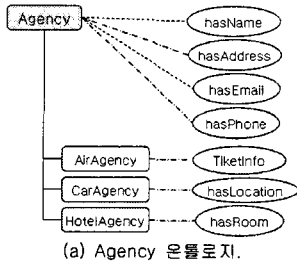 Agency
hasName
hasAddress
hasEmail
hasPhone
AirAgency
TiketInfo
CarAgency
hasLocation
HotelAgency
hasRoom
(a) Agency 온톨로지.